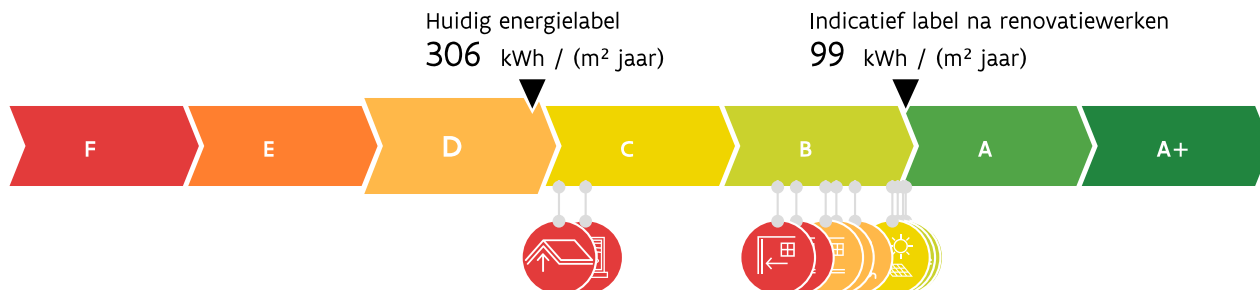 Huidig energielabel
306 kWh / (m² jaar)
Indicatief label na renovatiewerken
99 kWh / (m² jaar)
F E D C B A A+